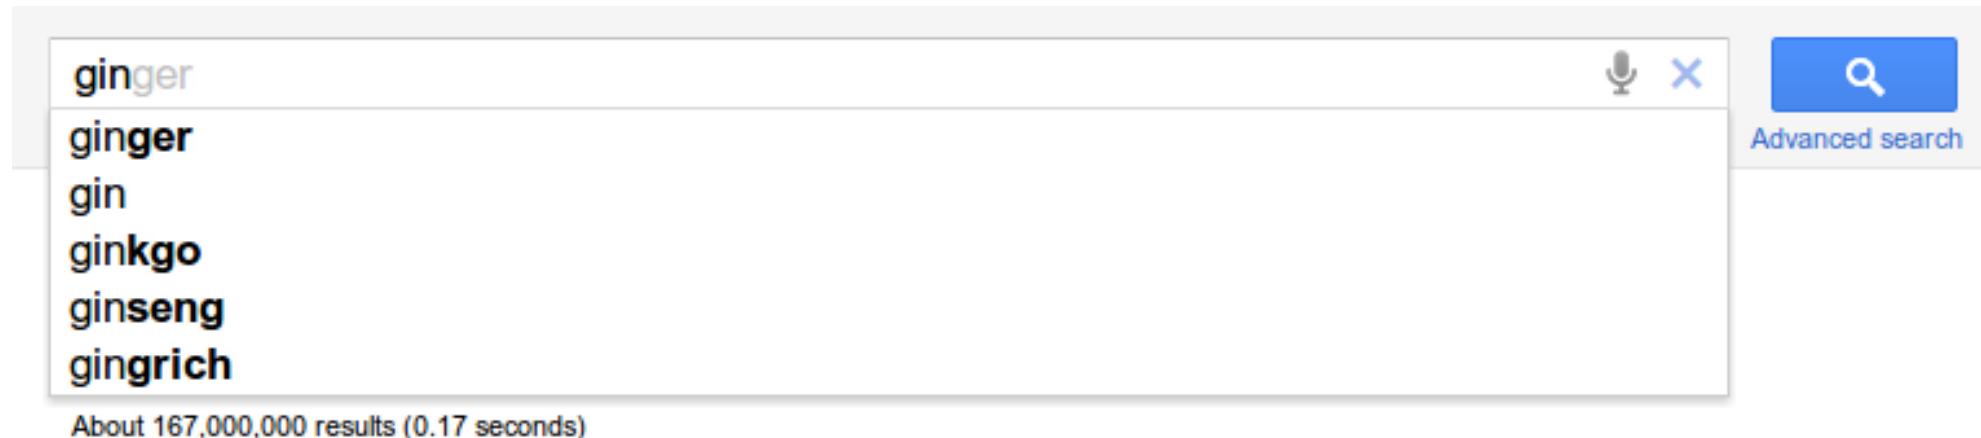 ginger
ginger
gin
ginkgo
ginseng
gingrich
Advanced search
About 167,000,000 results (0.17 seconds)